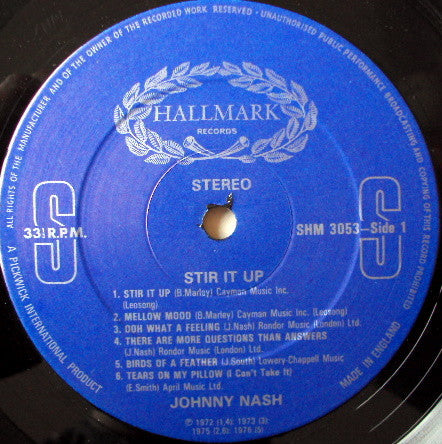 ALL RIGHTS OF THE MANUFACTURER AND OF THE OWNER OF THE RECORDED WORK RESERVED - UNAUTHORISED PUBLIC PERFORMANCE BROADCASTING AND COPYING OF THIS RECORD PROHIBITED
HALLMARK
RECORDS
STEREO
S
S
33⅓ R.P.M.
SHM 3053-Side 1
STIR IT UP
1. STIR IT UP (B.Marley) Cayman Music Inc.
(Leosong)
2. MELLOW MOOD (B.Marley) Cayman Music Inc. (Leosong)
3. OOH WHAT A FEELING (J.Nash) Rondor Music (London) Ltd.
4. THERE ARE MORE QUESTIONS THAN ANSWERS
(J.Nash) Rondor Music (London) Ltd.
5. BIRDS OF A FEATHER (J.South) Lowery-Chappell Music
6. TEARS ON MY PILLOW (I Can't Take It)
(E.Smith) April Music Ltd.
JOHNNY NASH
℗ 1972 (1,4); 1973 (3);
1975 (2,6); 1976 (5)
A PICKWICK INTERNATIONAL PRODUCT
MADE IN ENGLAND